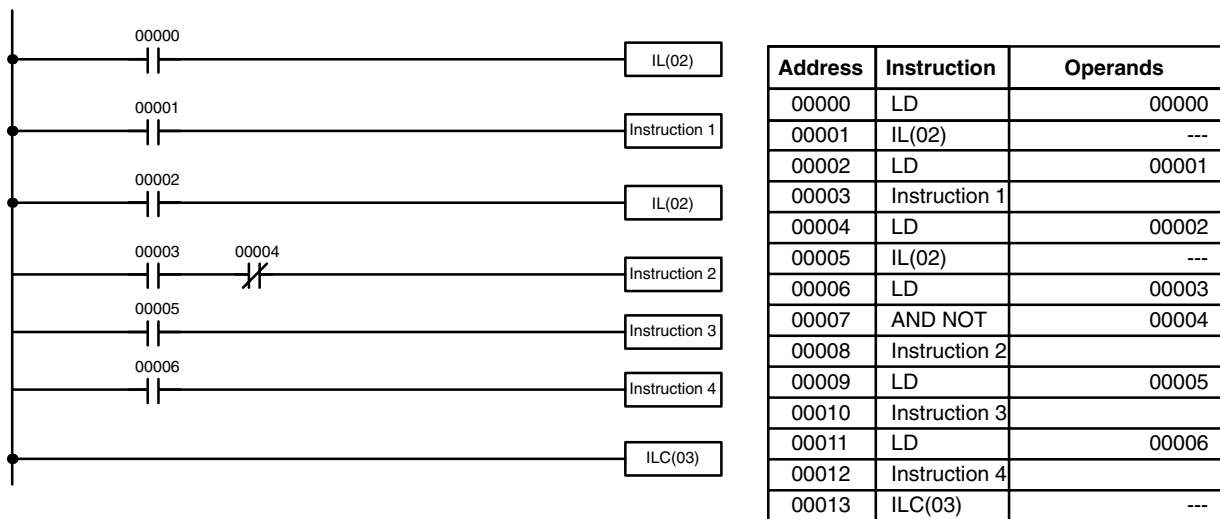 00000
IL(02)
00001
Instruction 1
00002
IL(02)
00003 00004
Instruction 2
00005
Instruction 3
00006
Instruction 4
ILC(03)
Address Instruction Operands
00000 LD 00000
00001 IL(02) ---
00002 LD 00001
00003 Instruction 1
00004 LD 00002
00005 IL(02) ---
00006 LD 00003
00007 AND NOT 00004
00008 Instruction 2
00009 LD 00005
00010 Instruction 3
00011 LD 00006
00012 Instruction 4
00013 ILC(03) ---